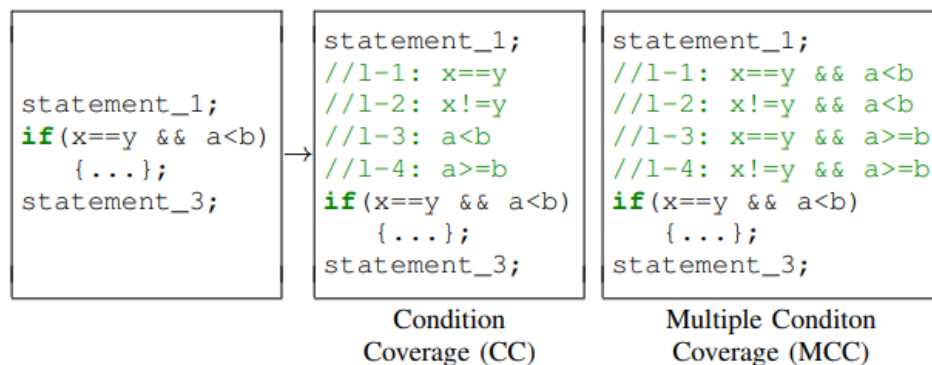 statement_1;
if(x==y && a<b)
{...};
statement_3;
→
statement_1;
//l-1: x==y
//l-2: x!=y
//l-3: a<b
//l-4: a>=b
if(x==y && a<b)
{...};
statement_3;
Condition
Coverage (CC)
statement_1;
//l-1: x==y && a<b
//l-2: x!=y && a<b
//l-3: x==y && a>=b
//l-4: x!=y && a>=b
if(x==y && a<b)
{...};
statement_3;
Multiple Conditon
Coverage (MCC)